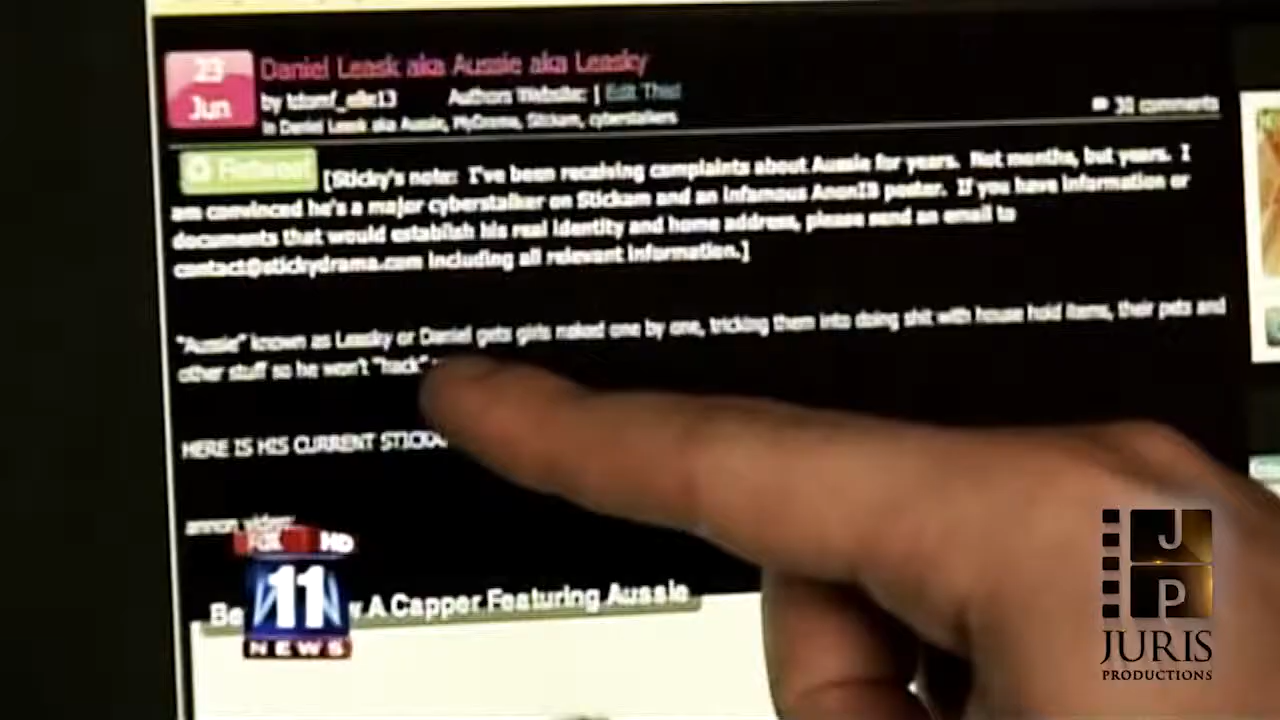 23
Jun
Daniel Leask aka Aussie aka Leasky
by tdomf_e8c13 Authors Website: | Edit This!
In Daniel Leask aka Aussie, MyDrama, Stickam, cyberstalkers
30 comments
Retweet [Sticky's note: I've been receiving complaints about Aussie for years. Not months, but years. I
am convinced he's a major cyberstalker on Stickam and an infamous AnonIB poster. If you have information or
documents that would establish his real identity and home address, please send an email to
contact@stickydrama.com including all relevant information.]
"Aussie" known as Leasky or Daniel gets girls naked one by one, tricking them into doing shit with house hold items, their pets and
other stuff so he won't "hack"
HERE IS HIS CURRENT
annon video:
A Capper Featuring Aussie
FOX HD
11
NEWS
J
P
JURIS
PRODUCTIONS